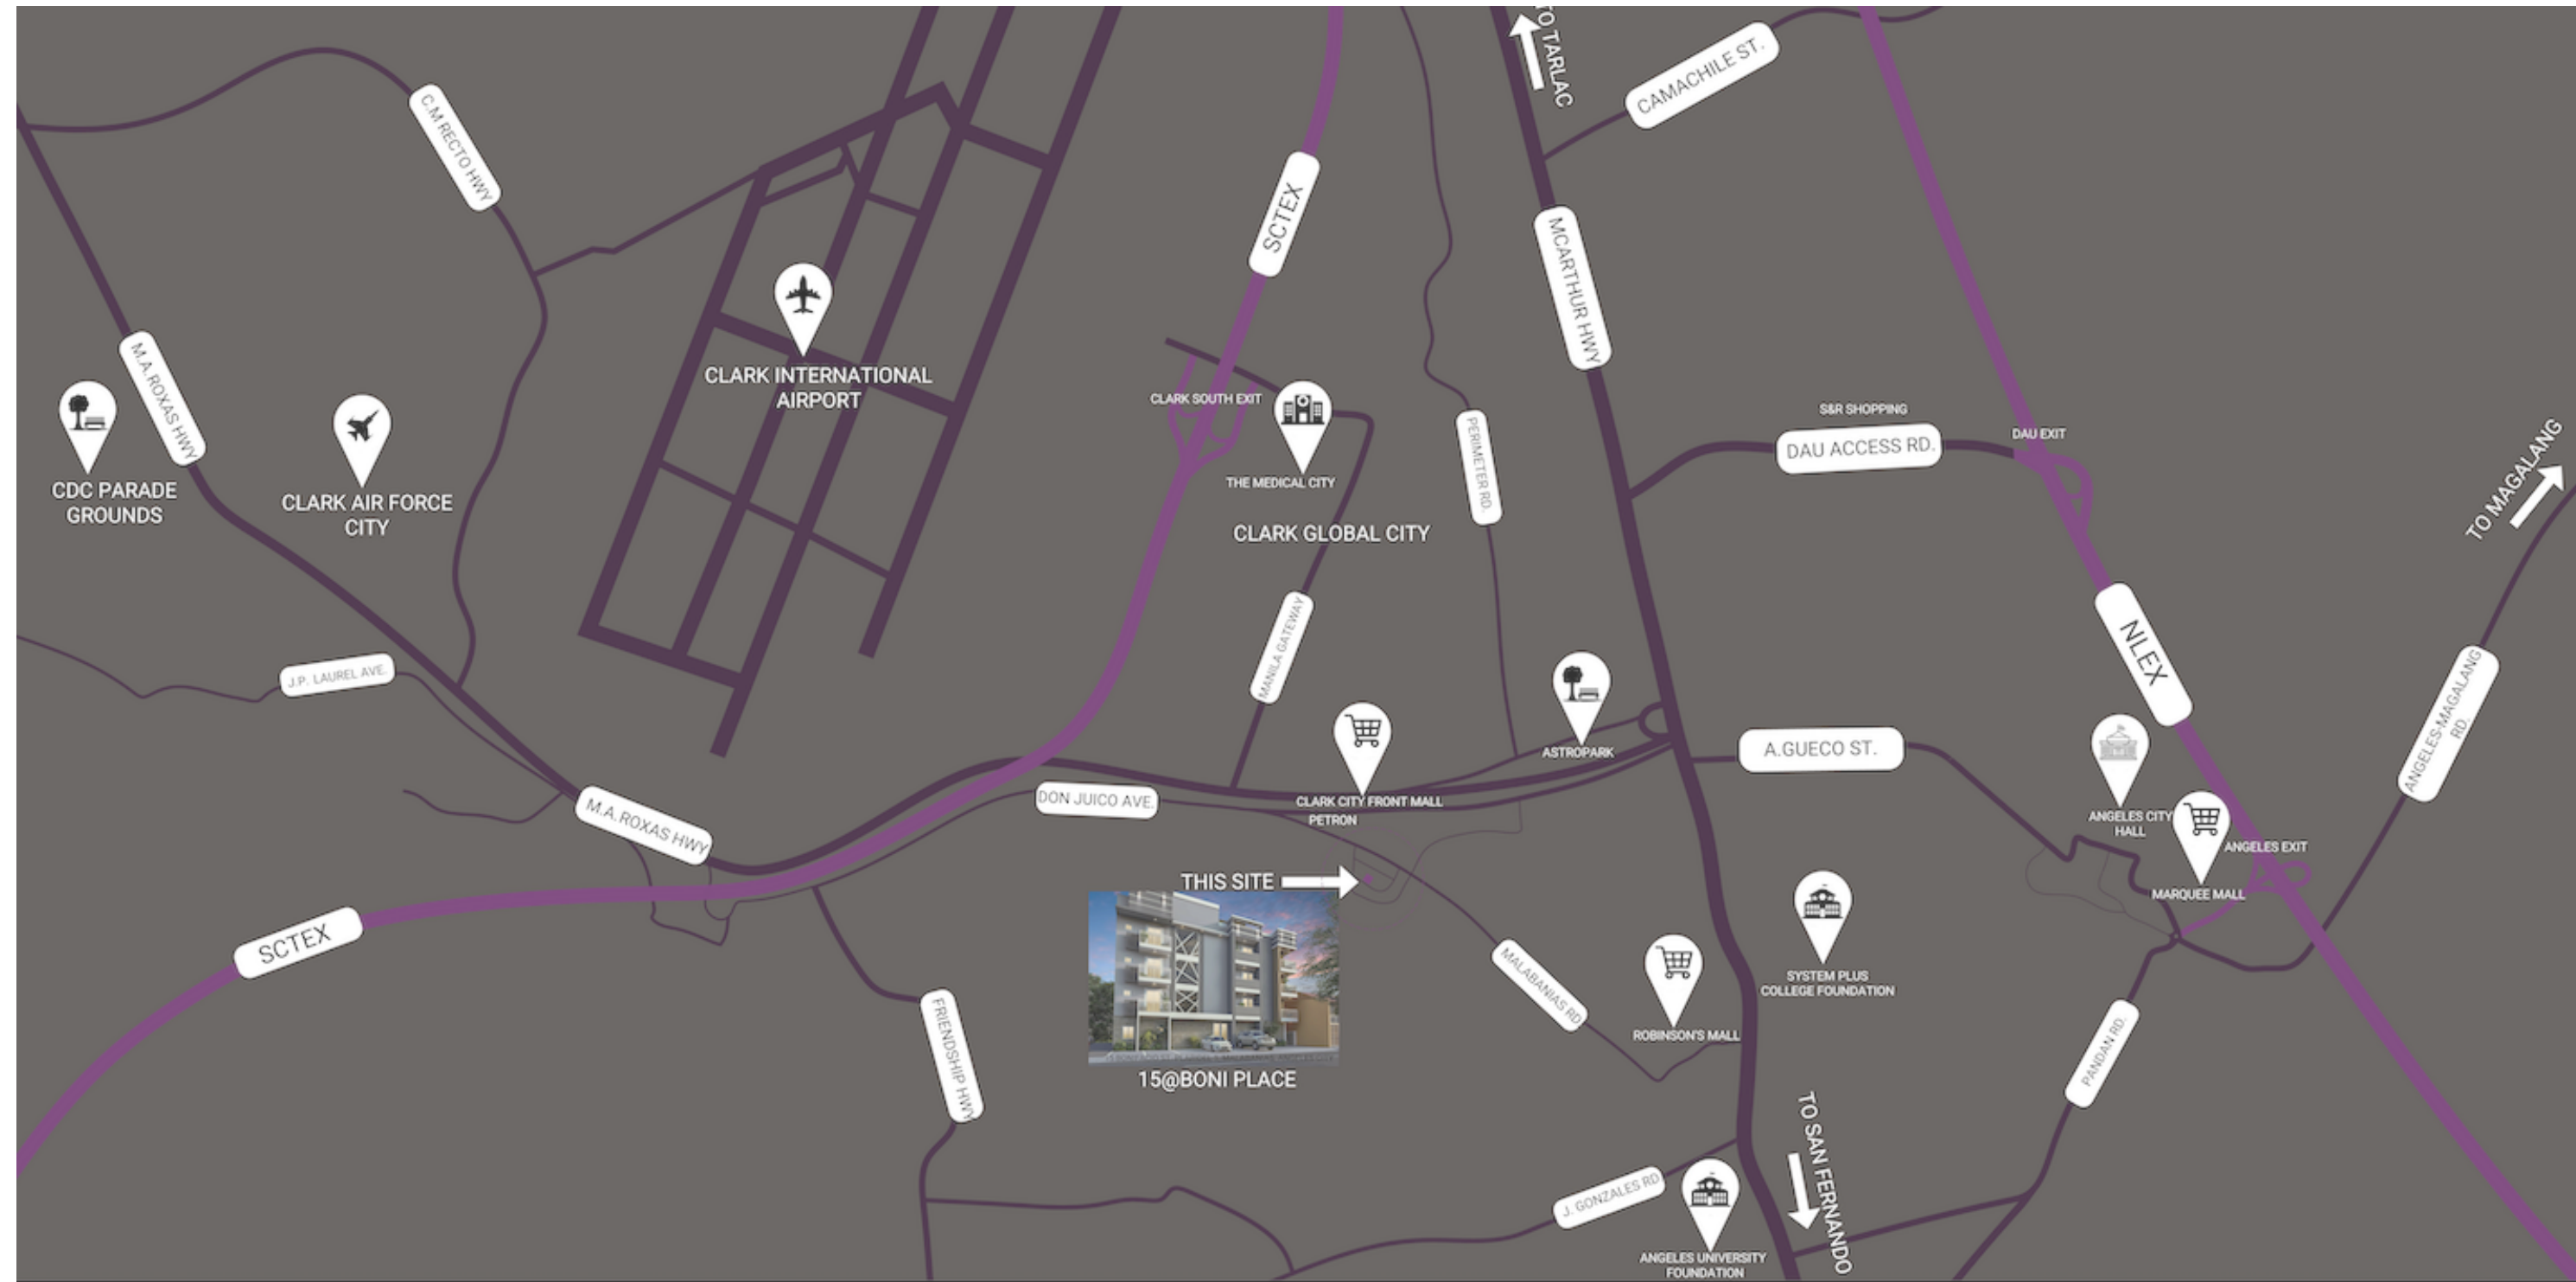 TO TARLAC
CAMACHILE ST.
C.M RECTO HWY
SCTEX
MCARTHUR HWY
M.A. ROXAS HWY
CLARK INTERNATIONAL
AIRPORT
CLARK SOUTH EXIT
S&R SHOPPING
DAU ACCESS RD.
DAU EXIT
PERIMETER RD.
TO MAGALANG
CDC PARADE
GROUNDS
CLARK AIR FORCE
CITY
THE MEDICAL CITY
CLARK GLOBAL CITY
MANILA GATEWAY
NLEX
J.P. LAUREL AVE.
ASTROPARK
A.GUECO ST.
ANGELES-MAGALANG
RD.
M.A. ROXAS HWY
DON JUICO AVE.
CLARK CITY FRONT MALL
PETRON
ANGELES CITY
HALL
ANGELES EXIT
MARQUEE MALL
THIS SITE
SCTEX
MALABANIAS RD
SYSTEM PLUS
COLLEGE FOUNDATION
ROBINSON'S MALL
FRIENDSHIP HWY
15@BONI PLACE
PANDAN RD.
TO SAN FERNANDO
J. GONZALES RD
ANGELES UNIVERSITY
FOUNDATION